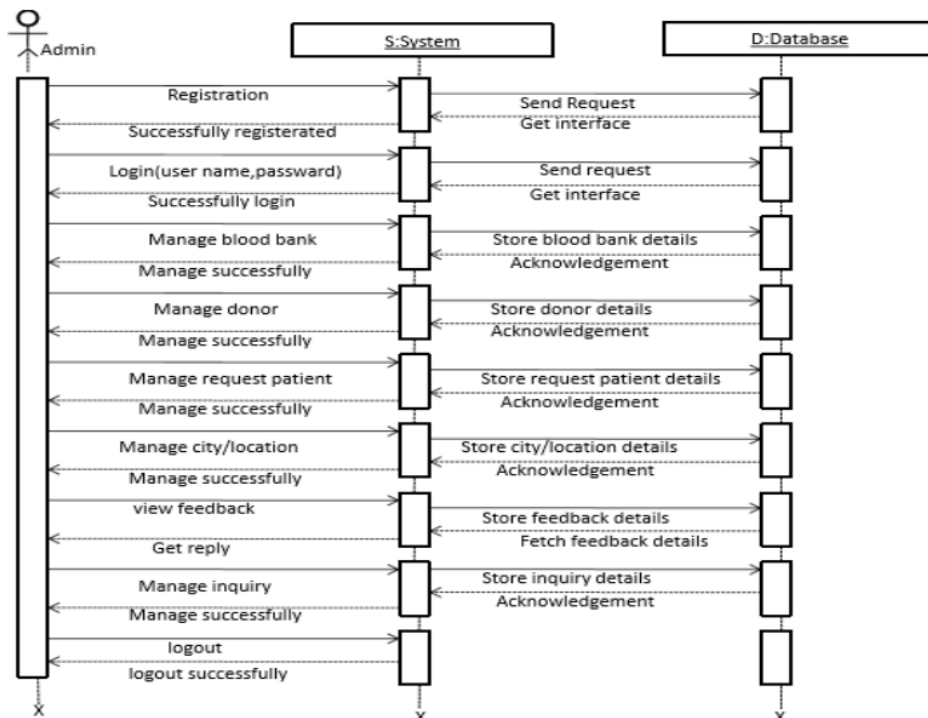 Admin
S:System
D:Database
Registration
Send Request
Get interface
Successfully registerated
Login(user name,passward)
Send request
Get interface
Successfully login
Manage blood bank
Store blood bank details
Acknowledgement
Manage successfully
Manage donor
Store donor details
Acknowledgement
Manage successfully
Manage request patient
Store request patient details
Acknowledgement
Manage successfully
Manage city/location
Store city/location details
Acknowledgement
Manage successfully
view feedback
Store feedback details
Fetch feedback details
Get reply
Manage inquiry
Store inquiry details
Acknowledgement
Manage successfully
logout
logout successfully
X
X
X